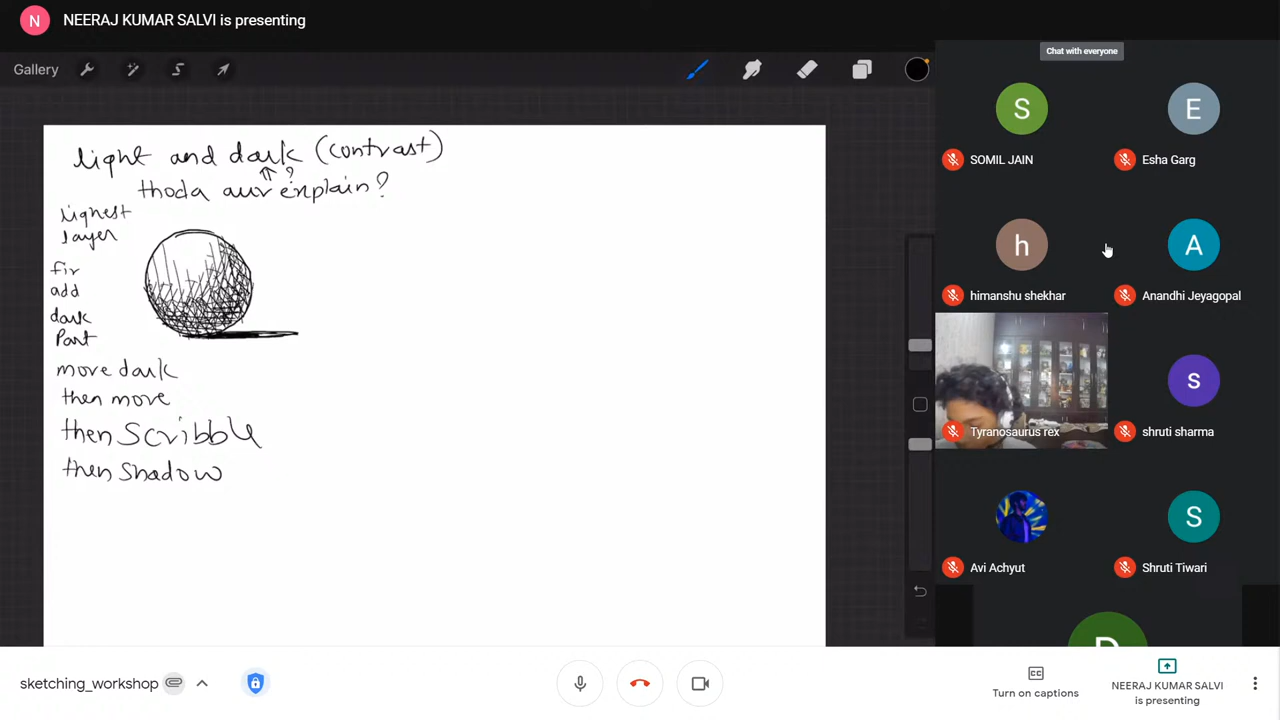 N NEERAJ KUMAR SALVI is presenting
Gallery
Chat with everyone
light and dark (contrast)
?
thoda aur explain?
lighest
layer
fir
add
dark
Part
move dark
then move
then Scribble
then Shadow
S
SOMIL JAIN
E
Esha Garg
h
himanshu shekhar
A
Anandhi Jeyagopal
Tyranosaurus rex
s
shruti sharma
Avi Achyut
S
Shruti Tiwari
sketching_workshop
Turn on captions
NEERAJ KUMAR SALVI
is presenting